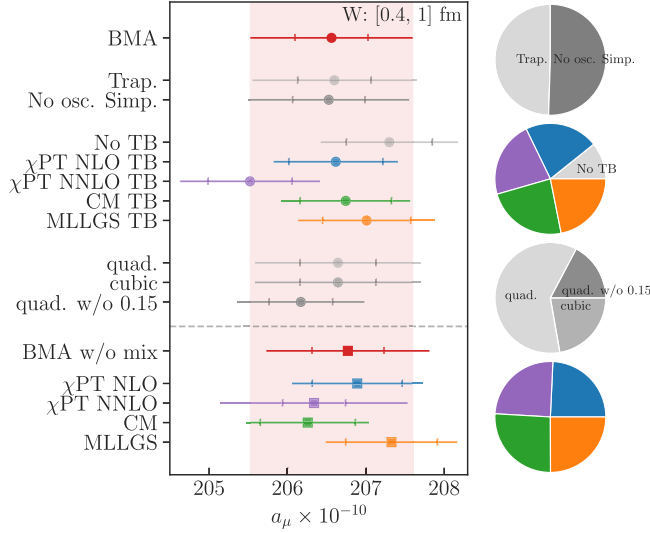 W: [0.4, 1] fm
BMA
Trap.
No osc. Simp.
No TB
χPT NLO TB
χPT NNLO TB
CM TB
MLLGS TB
quad.
cubic
quad. w/o 0.15
BMA w/o mix
χPT NLO
χPT NNLO
CM
MLLGS
205 206 207 208
aμ × 10⁻¹⁰
Trap. No osc. Simp.
No TB
quad. quad. w/o 0.15
cubic